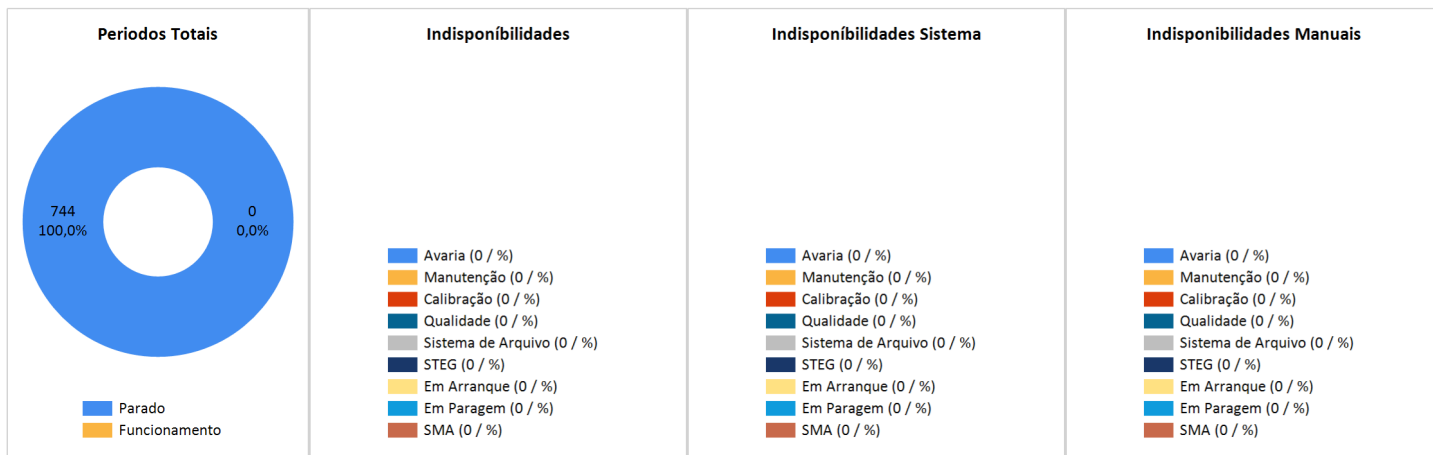 Periodos Totais
744
100,0%
0
0,0%
Parado
Funcionamento
Indisponíbilidades
Avaria (0 / %)
Manutenção (0 / %)
Calibração (0 / %)
Qualidade (0 / %)
Sistema de Arquivo (0 / %)
STEG (0 / %)
Em Arranque (0 / %)
Em Paragem (0 / %)
SMA (0 / %)
Indisponíbilidades Sistema
Avaria (0 / %)
Manutenção (0 / %)
Calibração (0 / %)
Qualidade (0 / %)
Sistema de Arquivo (0 / %)
STEG (0 / %)
Em Arranque (0 / %)
Em Paragem (0 / %)
SMA (0 / %)
Indisponibilidades Manuais
Avaria (0 / %)
Manutenção (0 / %)
Calibração (0 / %)
Qualidade (0 / %)
Sistema de Arquivo (0 / %)
STEG (0 / %)
Em Arranque (0 / %)
Em Paragem (0 / %)
SMA (0 / %)